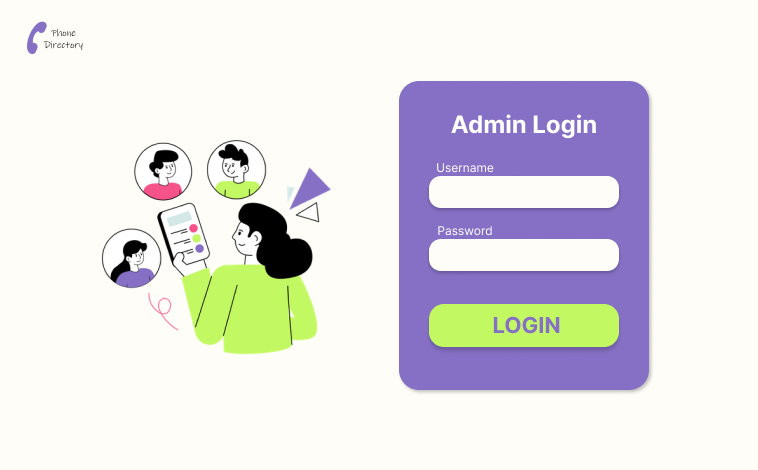 Phone
Directory
Admin Login
Username
Password
LOGIN